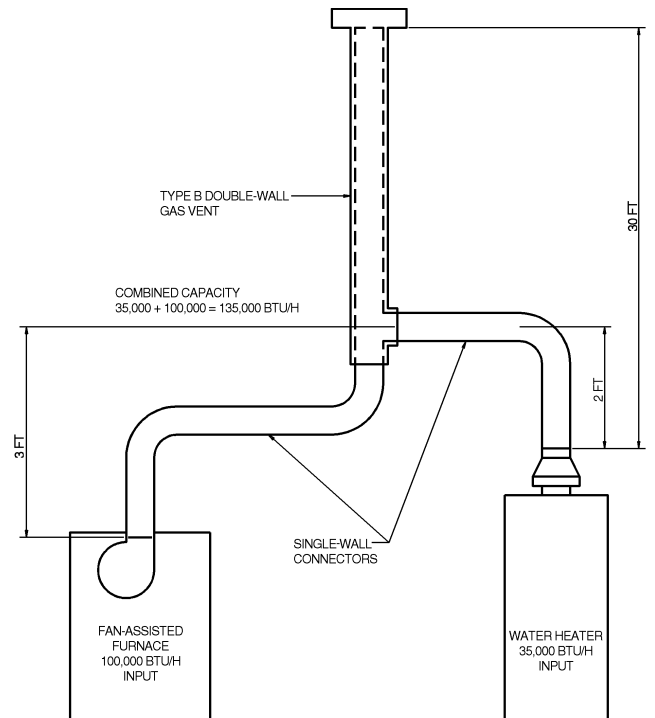 TYPE B DOUBLE-WALL
GAS VENT
30 FT
COMBINED CAPACITY
35,000 + 100,000 = 135,000 BTU/H
3 FT
2 FT
SINGLE-WALL
CONNECTORS
FAN-ASSISTED
FURNACE
100,000 BTU/H
INPUT
WATER HEATER
35,000 BTU/H
INPUT